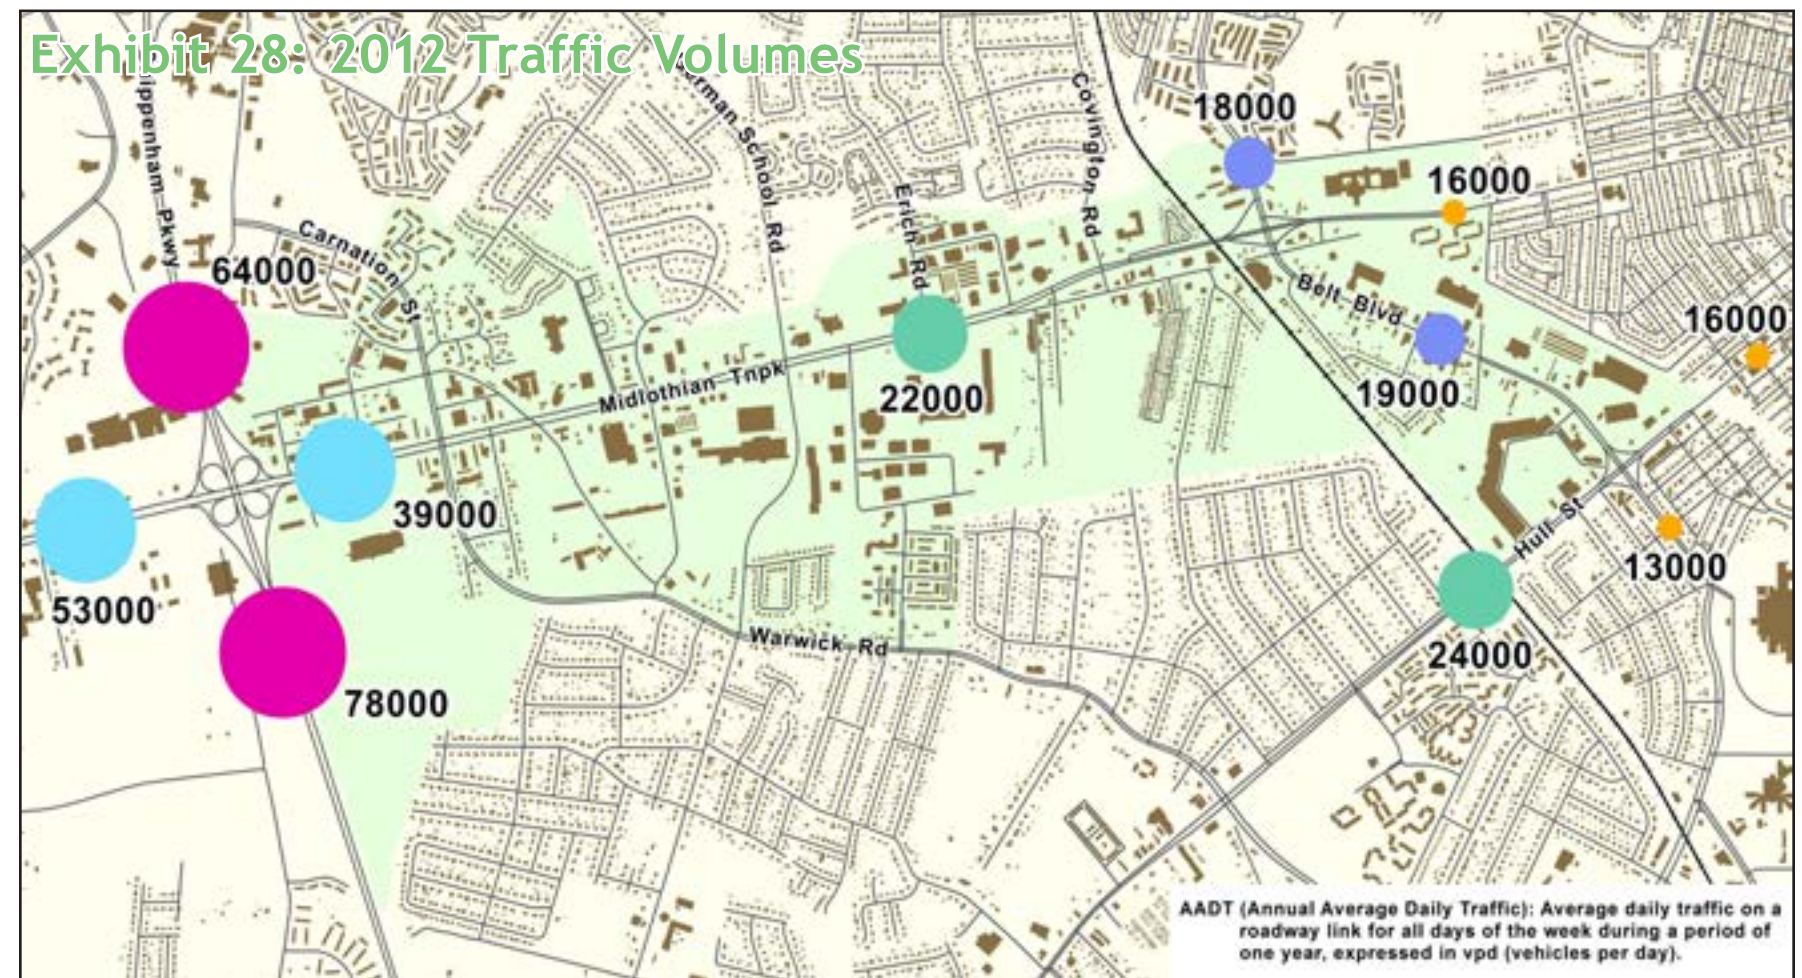 Exhibit 28: 2012 Traffic Volumes
18000
16000
Covington Rd
Erich Rd
Carnation St
64000
Belt Blvd
16000
Midlothian Tnpk
22000
19000
39000
Hull St
53000
13000
Warwick Rd
24000
78000
School Rd
Pkwy
AADT (Annual Average Daily Traffic): Average daily traffic on a
roadway link for all days of the week during a period of
one year, expressed in vpd (vehicles per day).